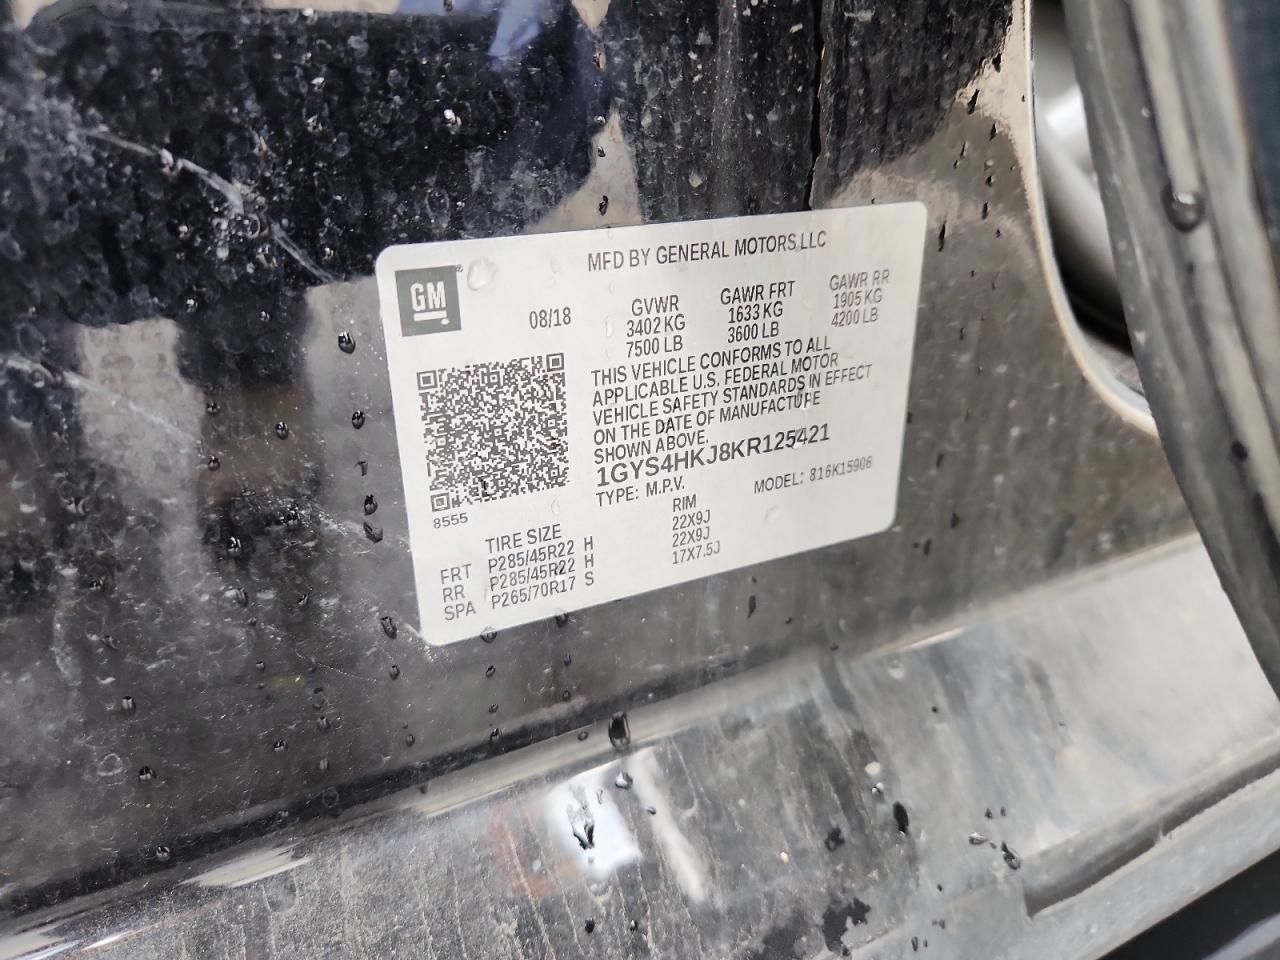 GM
MFD BY GENERAL MOTORS LLC
08/18
GVWR GAWR FRT GAWR RR
3402 KG 1633 KG 1905 KG
7500 LB 3600 LB 4200 LB
THIS VEHICLE CONFORMS TO ALL
APPLICABLE U.S. FEDERAL MOTOR
VEHICLE SAFETY STANDARDS IN EFFECT
ON THE DATE OF MANUFACTURE
SHOWN ABOVE.
1GYS4HKJ8KR125421
TYPE: M.P.V. MODEL: 816K15906
8555
TIRE SIZE RIM
FRT P285/45R22 H 22X9J
RR P285/45R22 H 22X9J
SPA P265/70R17 S 17X7.5J